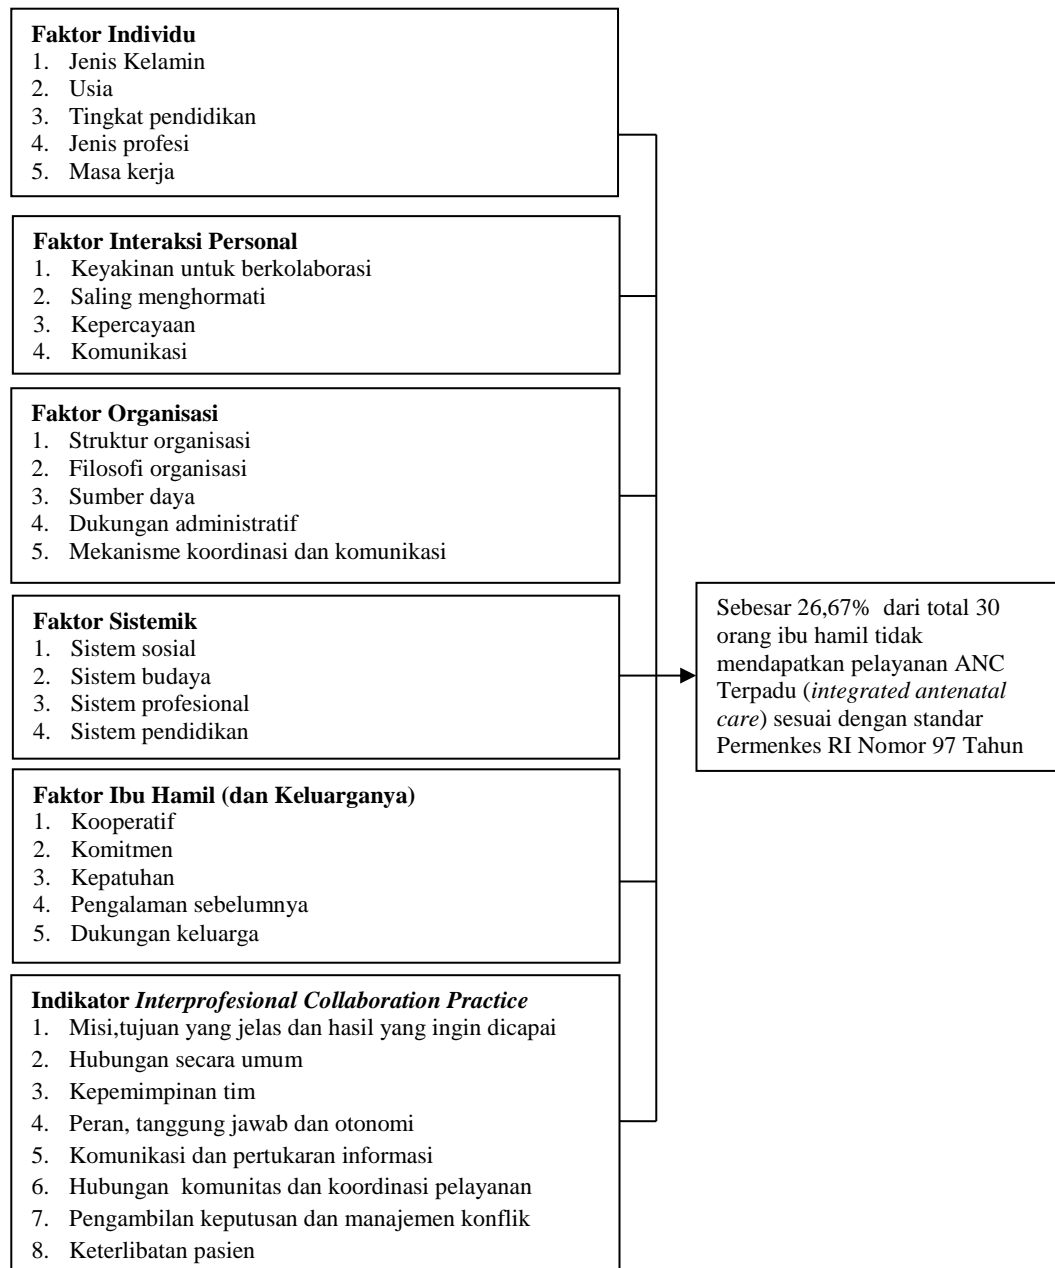 Faktor Individu
1. Jenis Kelamin
2. Usia
3. Tingkat pendidikan
4. Jenis profesi
5. Masa kerja
Faktor Interaksi Personal
1. Keyakinan untuk berkolaborasi
2. Saling menghormati
3. Kepercayaan
4. Komunikasi
Faktor Organisasi
1. Struktur organisasi
2. Filosofi organisasi
3. Sumber daya
4. Dukungan administratif
5. Mekanisme koordinasi dan komunikasi
Faktor Sistemik
1. Sistem sosial
2. Sistem budaya
3. Sistem profesional
4. Sistem pendidikan
Faktor Ibu Hamil (dan Keluarganya)
1. Kooperatif
2. Komitmen
3. Kepatuhan
4. Pengalaman sebelumnya
5. Dukungan keluarga
Indikator Interprofesional Collaboration Practice
1. Misi,tujuan yang jelas dan hasil yang ingin dicapai
2. Hubungan secara umum
3. Kepemimpinan tim
4. Peran, tanggung jawab dan otonomi
5. Komunikasi dan pertukaran informasi
6. Hubungan komunitas dan koordinasi pelayanan
7. Pengambilan keputusan dan manajemen konflik
8. Keterlibatan pasien
Sebesar 26,67% dari total 30
orang ibu hamil tidak
mendapatkan pelayanan ANC
Terpadu (integrated antenatal
care) sesuai dengan standar
Permenkes RI Nomor 97 Tahun